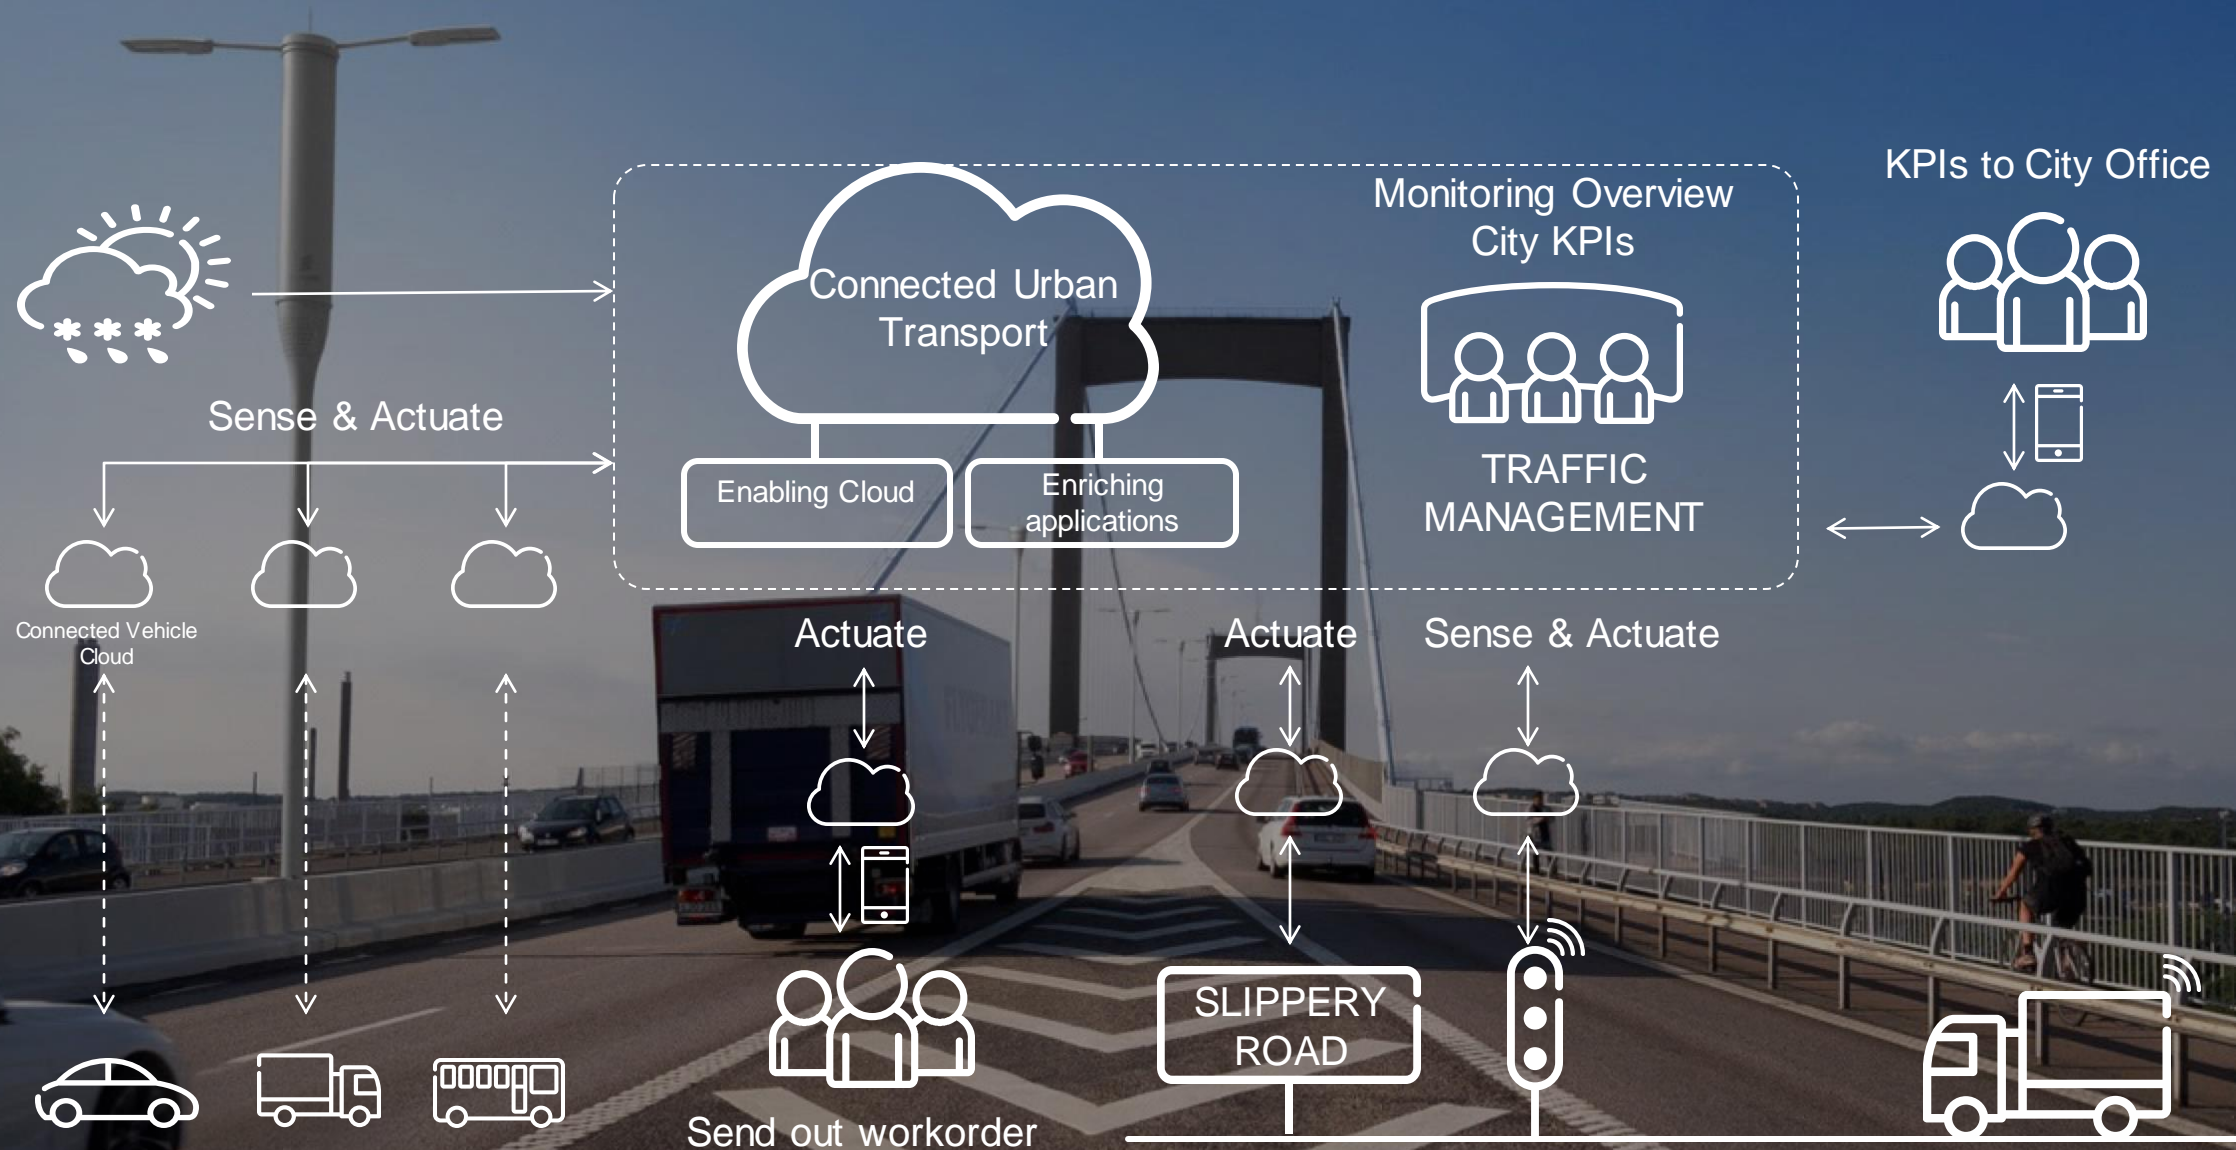 KPIs to City Office
Monitoring Overview
City KPIs
Connected Urban
Transport
Sense & Actuate
TRAFFIC
MANAGEMENT
Enabling Cloud
Enriching
applications
Connected Vehicle
Cloud
Actuate
Actuate
Sense & Actuate
SLIPPERY
ROAD
Send out workorder